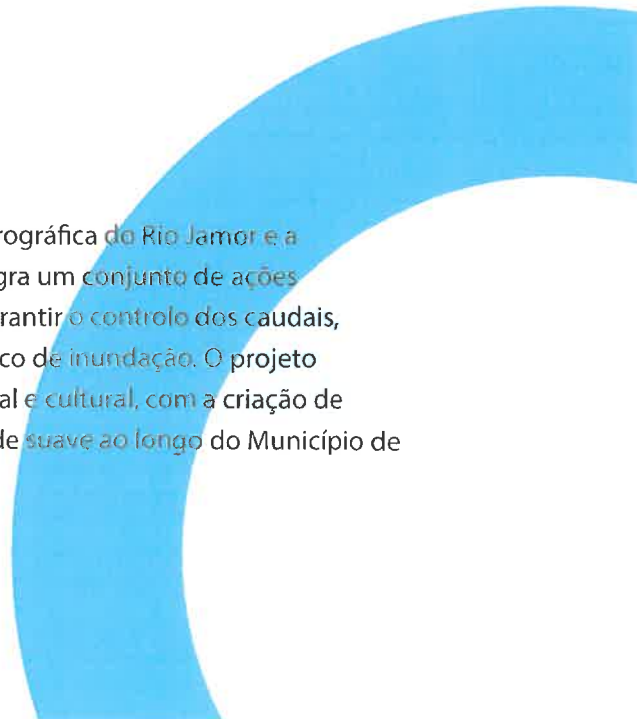 rográfica do Rio Jamor e a
gra um conjunto de ações
rantir o controlo dos caudais,
co de inundação. O projeto
al e cultural, com a criação de
de suave ao longo do Município de